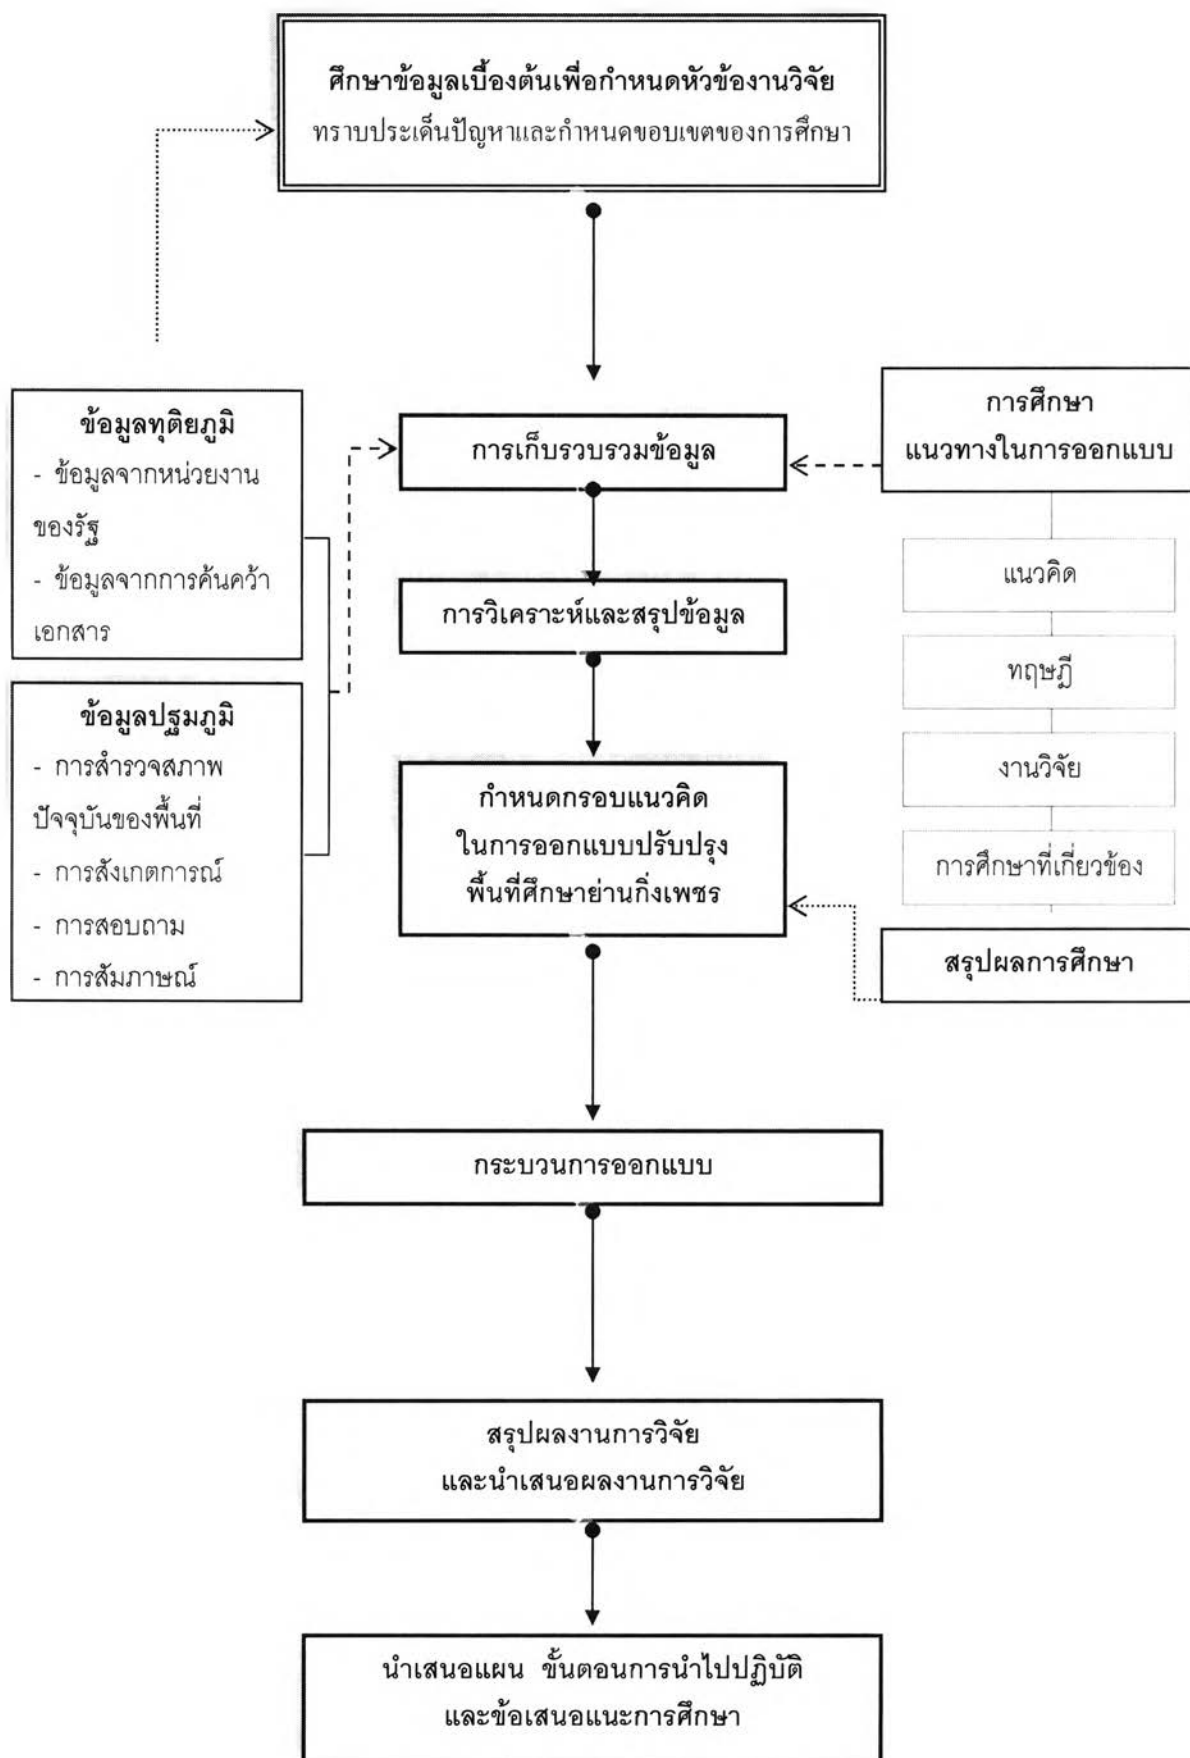 ศึกษาข้อมูลเบื้องต้นเพื่อกำหนดหัวข้องานวิจัย
ทราบประเด็นปัญหาและกำหนดขอบเขตของการศึกษา
ข้อมูลทุติยภูมิ
- ข้อมูลจากหน่วยงาน
ของรัฐ
- ข้อมูลจากการค้นคว้า
เอกสาร
ข้อมูลปฐมภูมิ
- การสำรวจสภาพ
ปัจจุบันของพื้นที่
- การสังเกตการณ์
- การสอบถาม
- การสัมภาษณ์
การเก็บรวบรวมข้อมูล
การวิเคราะห์และสรุปข้อมูล
กำหนดกรอบแนวคิด
ในการออกแบบปรับปรุง
พื้นที่ศึกษาย่านกิ่งเพชร
การศึกษา
แนวทางในการออกแบบ
แนวคิด
ทฤษฎี
งานวิจัย
การศึกษาที่เกี่ยวข้อง
สรุปผลการศึกษา
กระบวนการออกแบบ
สรุปผลงานการวิจัย
และนำเสนอผลงานการวิจัย
นำเสนอแผน ขั้นตอนการนำไปปฏิบัติ
และข้อเสนอแนะการศึกษา